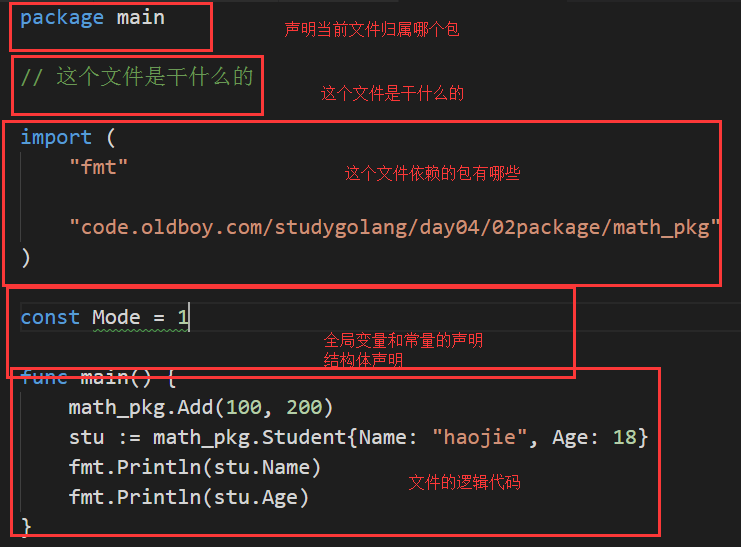 package main
声明当前文件归属哪个包
// 这个文件是干什么的
这个文件是干什么的
import (
"fmt"
这个文件依赖的包有哪些
"code.oldboy.com/studygolang/day04/02package/math_pkg"
)
const Mode = 1
全局变量和常量的声明
结构体声明
func main() {
math_pkg.Add(100, 200)
stu := math_pkg.Student{Name: "haojie", Age: 18}
fmt.Println(stu.Name)
文件的逻辑代码
fmt.Println(stu.Age)
}